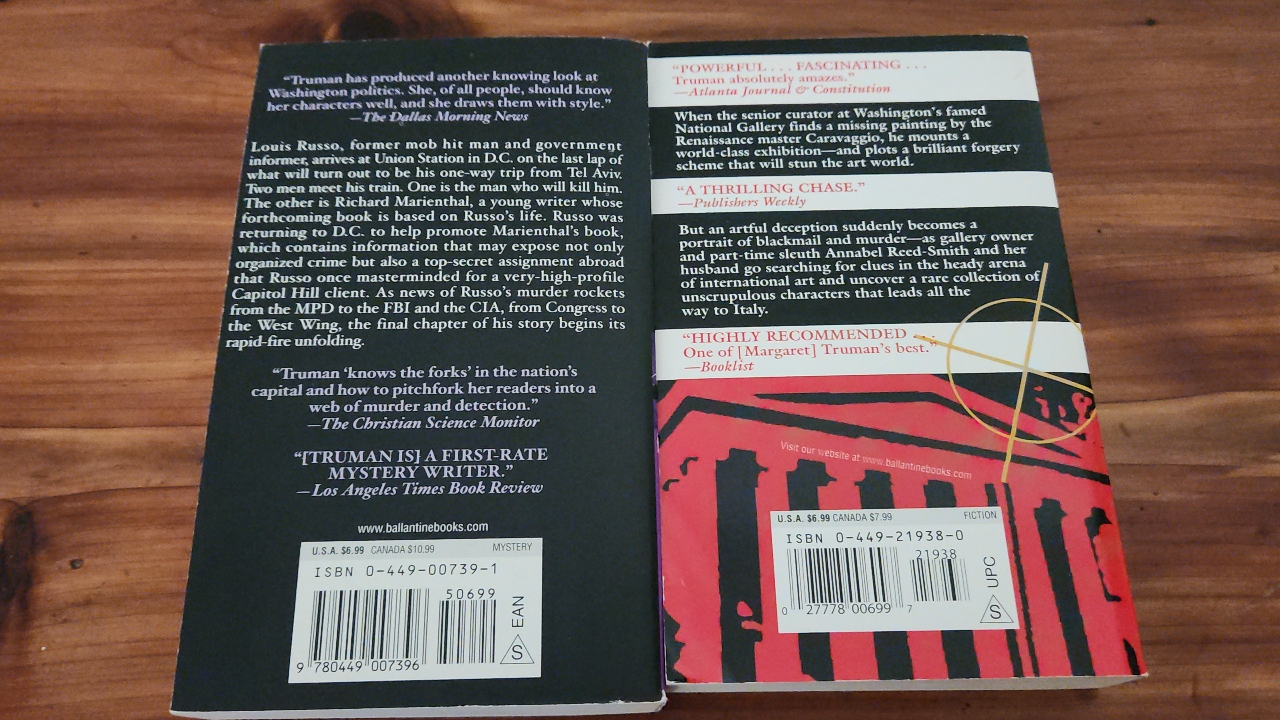 “Truman has produced another knowing look at
Washington politics. She, of all people, should know
her characters well, and she draws them with style.”
—The Dallas Morning News
Louis Russo, former mob hit man and government
informer, arrives at Union Station in D.C. on the last lap of
what will turn out to be his one-way trip from Tel Aviv.
Two men meet his train. One is the man who will kill him.
The other is Richard Marienthal, a young writer whose
forthcoming book is based on Russo’s life. Russo was
returning to D.C. to help promote Marienthal’s book,
which contains information that may expose not only
organized crime but also a top-secret assignment abroad
that Russo once masterminded for a very-high-profile
Capitol Hill client. As news of Russo’s murder rockets
from the MPD to the FBI and the CIA, from Congress to
the West Wing, the final chapter of his story begins its
rapid-fire unfolding.
“Truman ‘knows the forks’ in the nation’s
capital and how to pitchfork her readers into a
web of murder and detection.”
—The Christian Science Monitor
“[TRUMAN IS] A FIRST-RATE
MYSTERY WRITER.”
—Los Angeles Times Book Review
www.ballantinebooks.com
U.S.A. $6.99 CANADA $10.99 MYSTERY
ISBN 0-449-00739-1
50699
EAN
S
9 780449 007396
“POWERFUL . . . FASCINATING . . .
Truman absolutely amazes.”
—Atlanta Journal & Constitution
When the senior curator at Washington’s famed
National Gallery finds a missing painting by the
Renaissance master Caravaggio, he mounts a
world-class exhibition—and plots a brilliant forgery
scheme that will stun the art world.
“A THRILLING CHASE.”
—Publishers Weekly
But an artful deception suddenly becomes a
portrait of blackmail and murder—as gallery owner
and part-time sleuth Annabel Reed-Smith and her
husband go searching for clues in the heady arena
of international art and uncover a rare collection of
unscrupulous characters that leads all the
way to Italy.
“HIGHLY RECOMMENDED . . .
One of [Margaret] Truman’s best.”
—Booklist
Visit our website at www.ballantinebooks.com
U.S.A. $6.99 CANADA $7.99 FICTION
ISBN 0-449-21938-0
21938
UPC
S
0 27778 00699 7